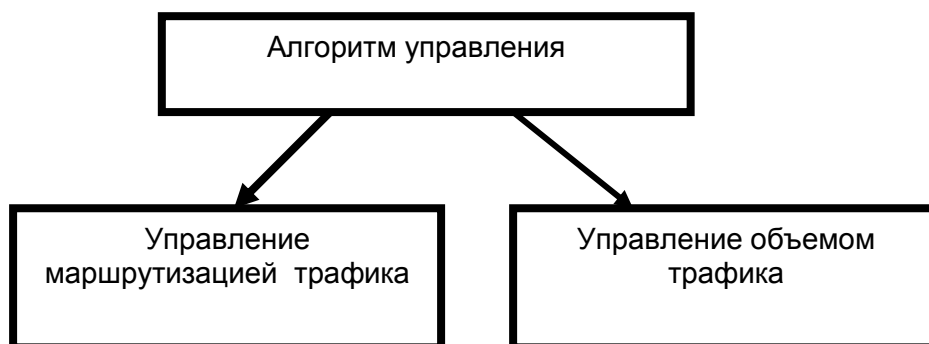 Алгоритм управления
Управление
маршрутизацией трафика
Управление объемом
трафика